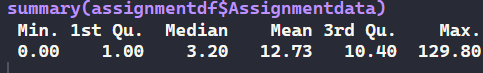 summary(assignmentdf$Assignmentdata)
Min. 1st Qu. Median Mean 3rd Qu. Max.
0.00 1.00 3.20 12.73 10.40 129.80